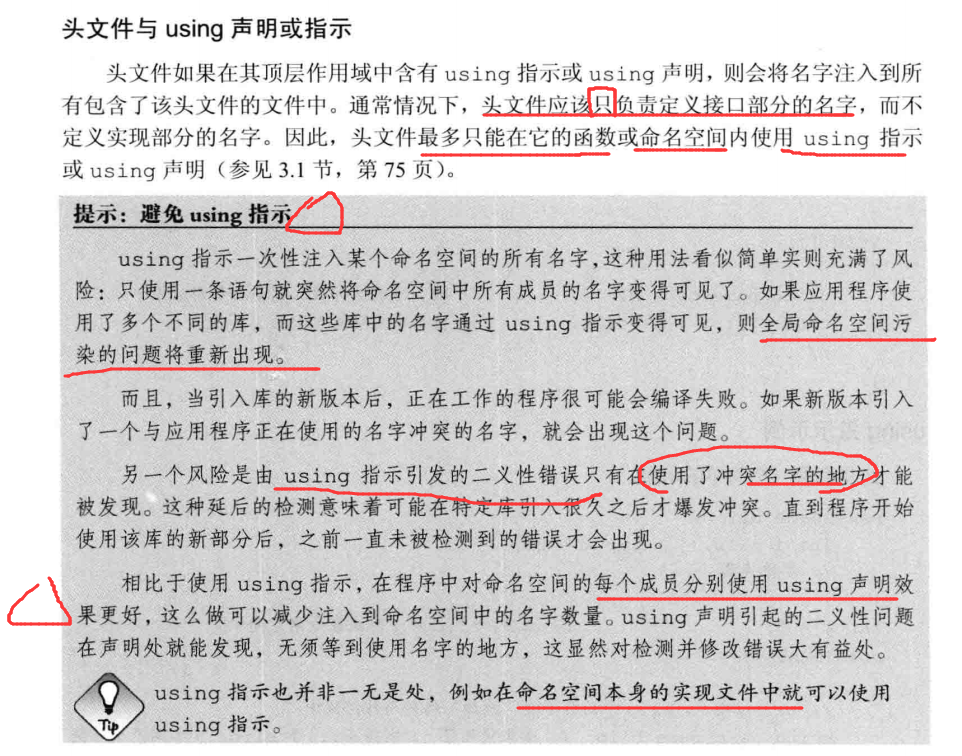 头文件与 using 声明或指示
头文件如果在其顶层作用域中含有 using 指示或 using 声明，则会将名字注入到所
有包含了该头文件的文件中。通常情况下，头文件应该只负责定义接口部分的名字，而不
定义实现部分的名字。因此，头文件最多只能在它的函数或命名空间内使用 using 指示
或 using 声明（参见 3.1 节，第 75 页）。
提示：避免 using 指示
using 指示一次性注入某个命名空间的所有名字，这种用法看似简单实则充满了风
险：只使用一条语句就突然将命名空间中所有成员的名字变得可见了。如果应用程序使
用了多个不同的库，而这些库中的名字通过 using 指示变得可见，则全局命名空间污
染的问题将重新出现。
而且，当引入库的新版本后，正在工作的程序很可能会编译失败。如果新版本引入
了一个与应用程序正在使用的名字冲突的名字，就会出现这个问题。
另一个风险是由 using 指示引发的二义性错误只有在使用了冲突名字的地方才能
被发现。这种延后的检测意味着可能在特定库引入很久之后才爆发冲突。直到程序开始
使用该库的新部分后，之前一直未被检测到的错误才会出现。
相比于使用 using 指示，在程序中对命名空间的每个成员分别使用 using 声明效
果更好，这么做可以减少注入到命名空间中的名字数量。using 声明引起的二义性问题
在声明处就能发现，无须等到使用名字的地方，这显然对检测并修改错误大有益处。
Tip
using 指示也并非一无是处，例如在命名空间本身的实现文件中就可以使用
using 指示。